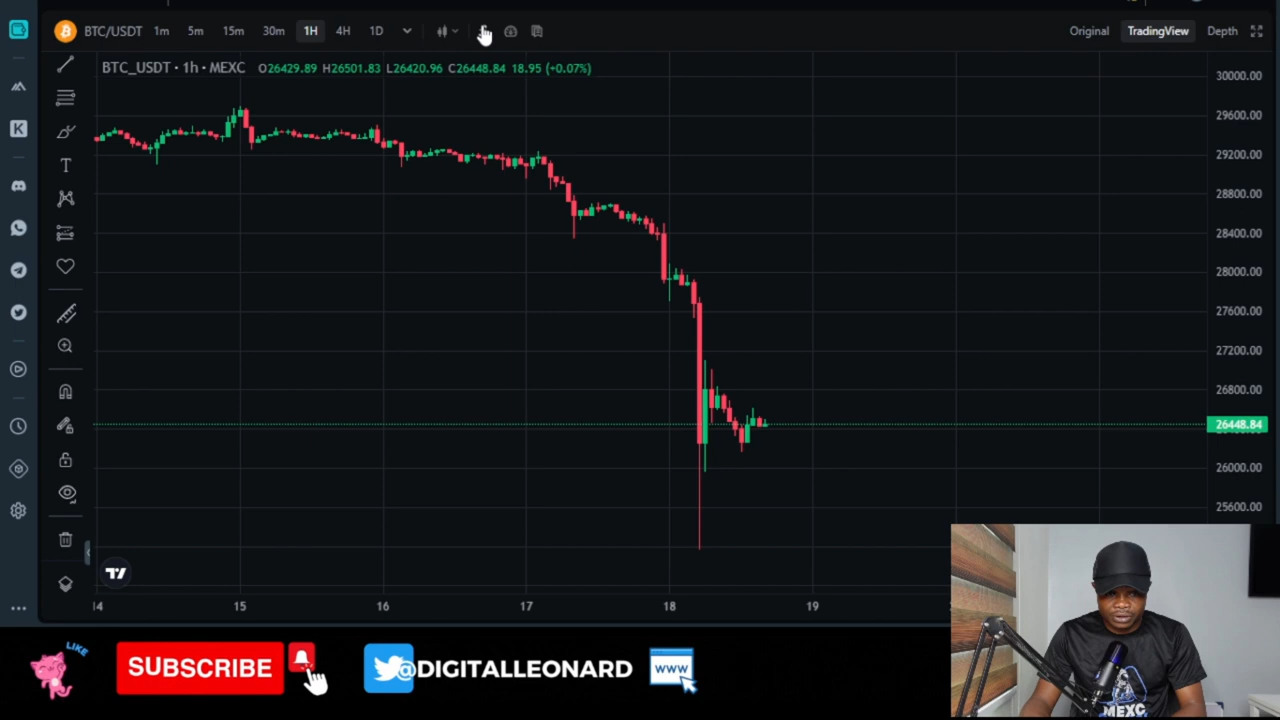 BTC/USDT 1m 5m 15m 30m 1H 4H 1D Original TradingView Depth
BTC_USDT · 1h · MEXC O26429.89 H26501.83 L26420.96 C26448.84 18.95 (+0.07%)
30000.00
29600.00
29200.00
28800.00
28400.00
28000.00
27600.00
27200.00
26800.00
26448.84
26000.00
25600.00
14 15 16 17 18 19
K
T
LIKE
SUBSCRIBE
@DIGITALLEONARD
WWW
MEXC